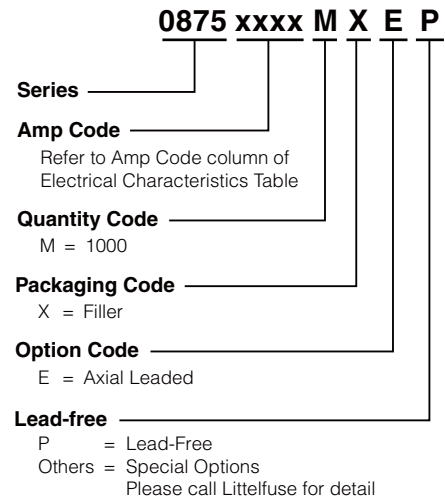 0875 xxxx M X E P
Series
Amp Code
Refer to Amp Code column of
Electrical Characteristics Table
Quantity Code
M = 1000
Packaging Code
X = Filler
Option Code
E = Axial Leaded
Lead-free
P = Lead-Free
Others = Special Options
Please call Littelfuse for detail